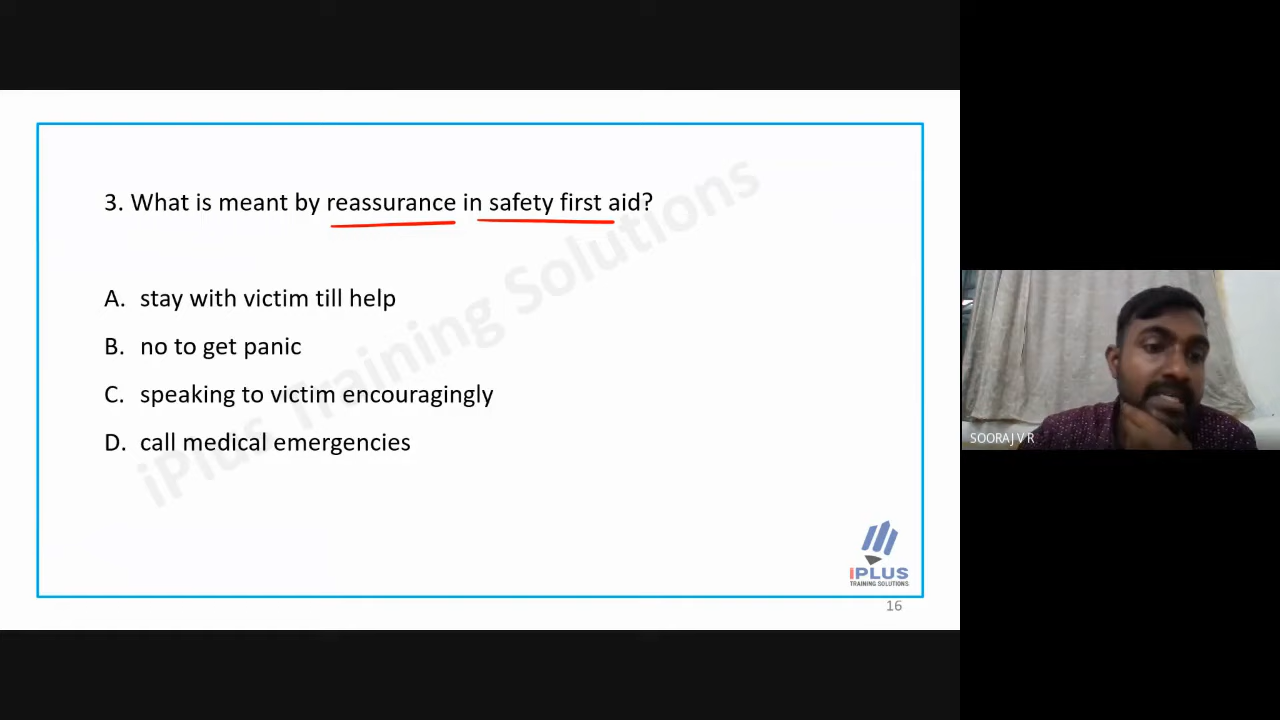 3. What is meant by reassurance in safety first aid?
A. stay with victim till help
B. no to get panic
C. speaking to victim encouragingly
D. call medical emergencies
iPlus Training Solutions
IPLUS
TRAINING SOLUTIONS
16
SOORAJ V R